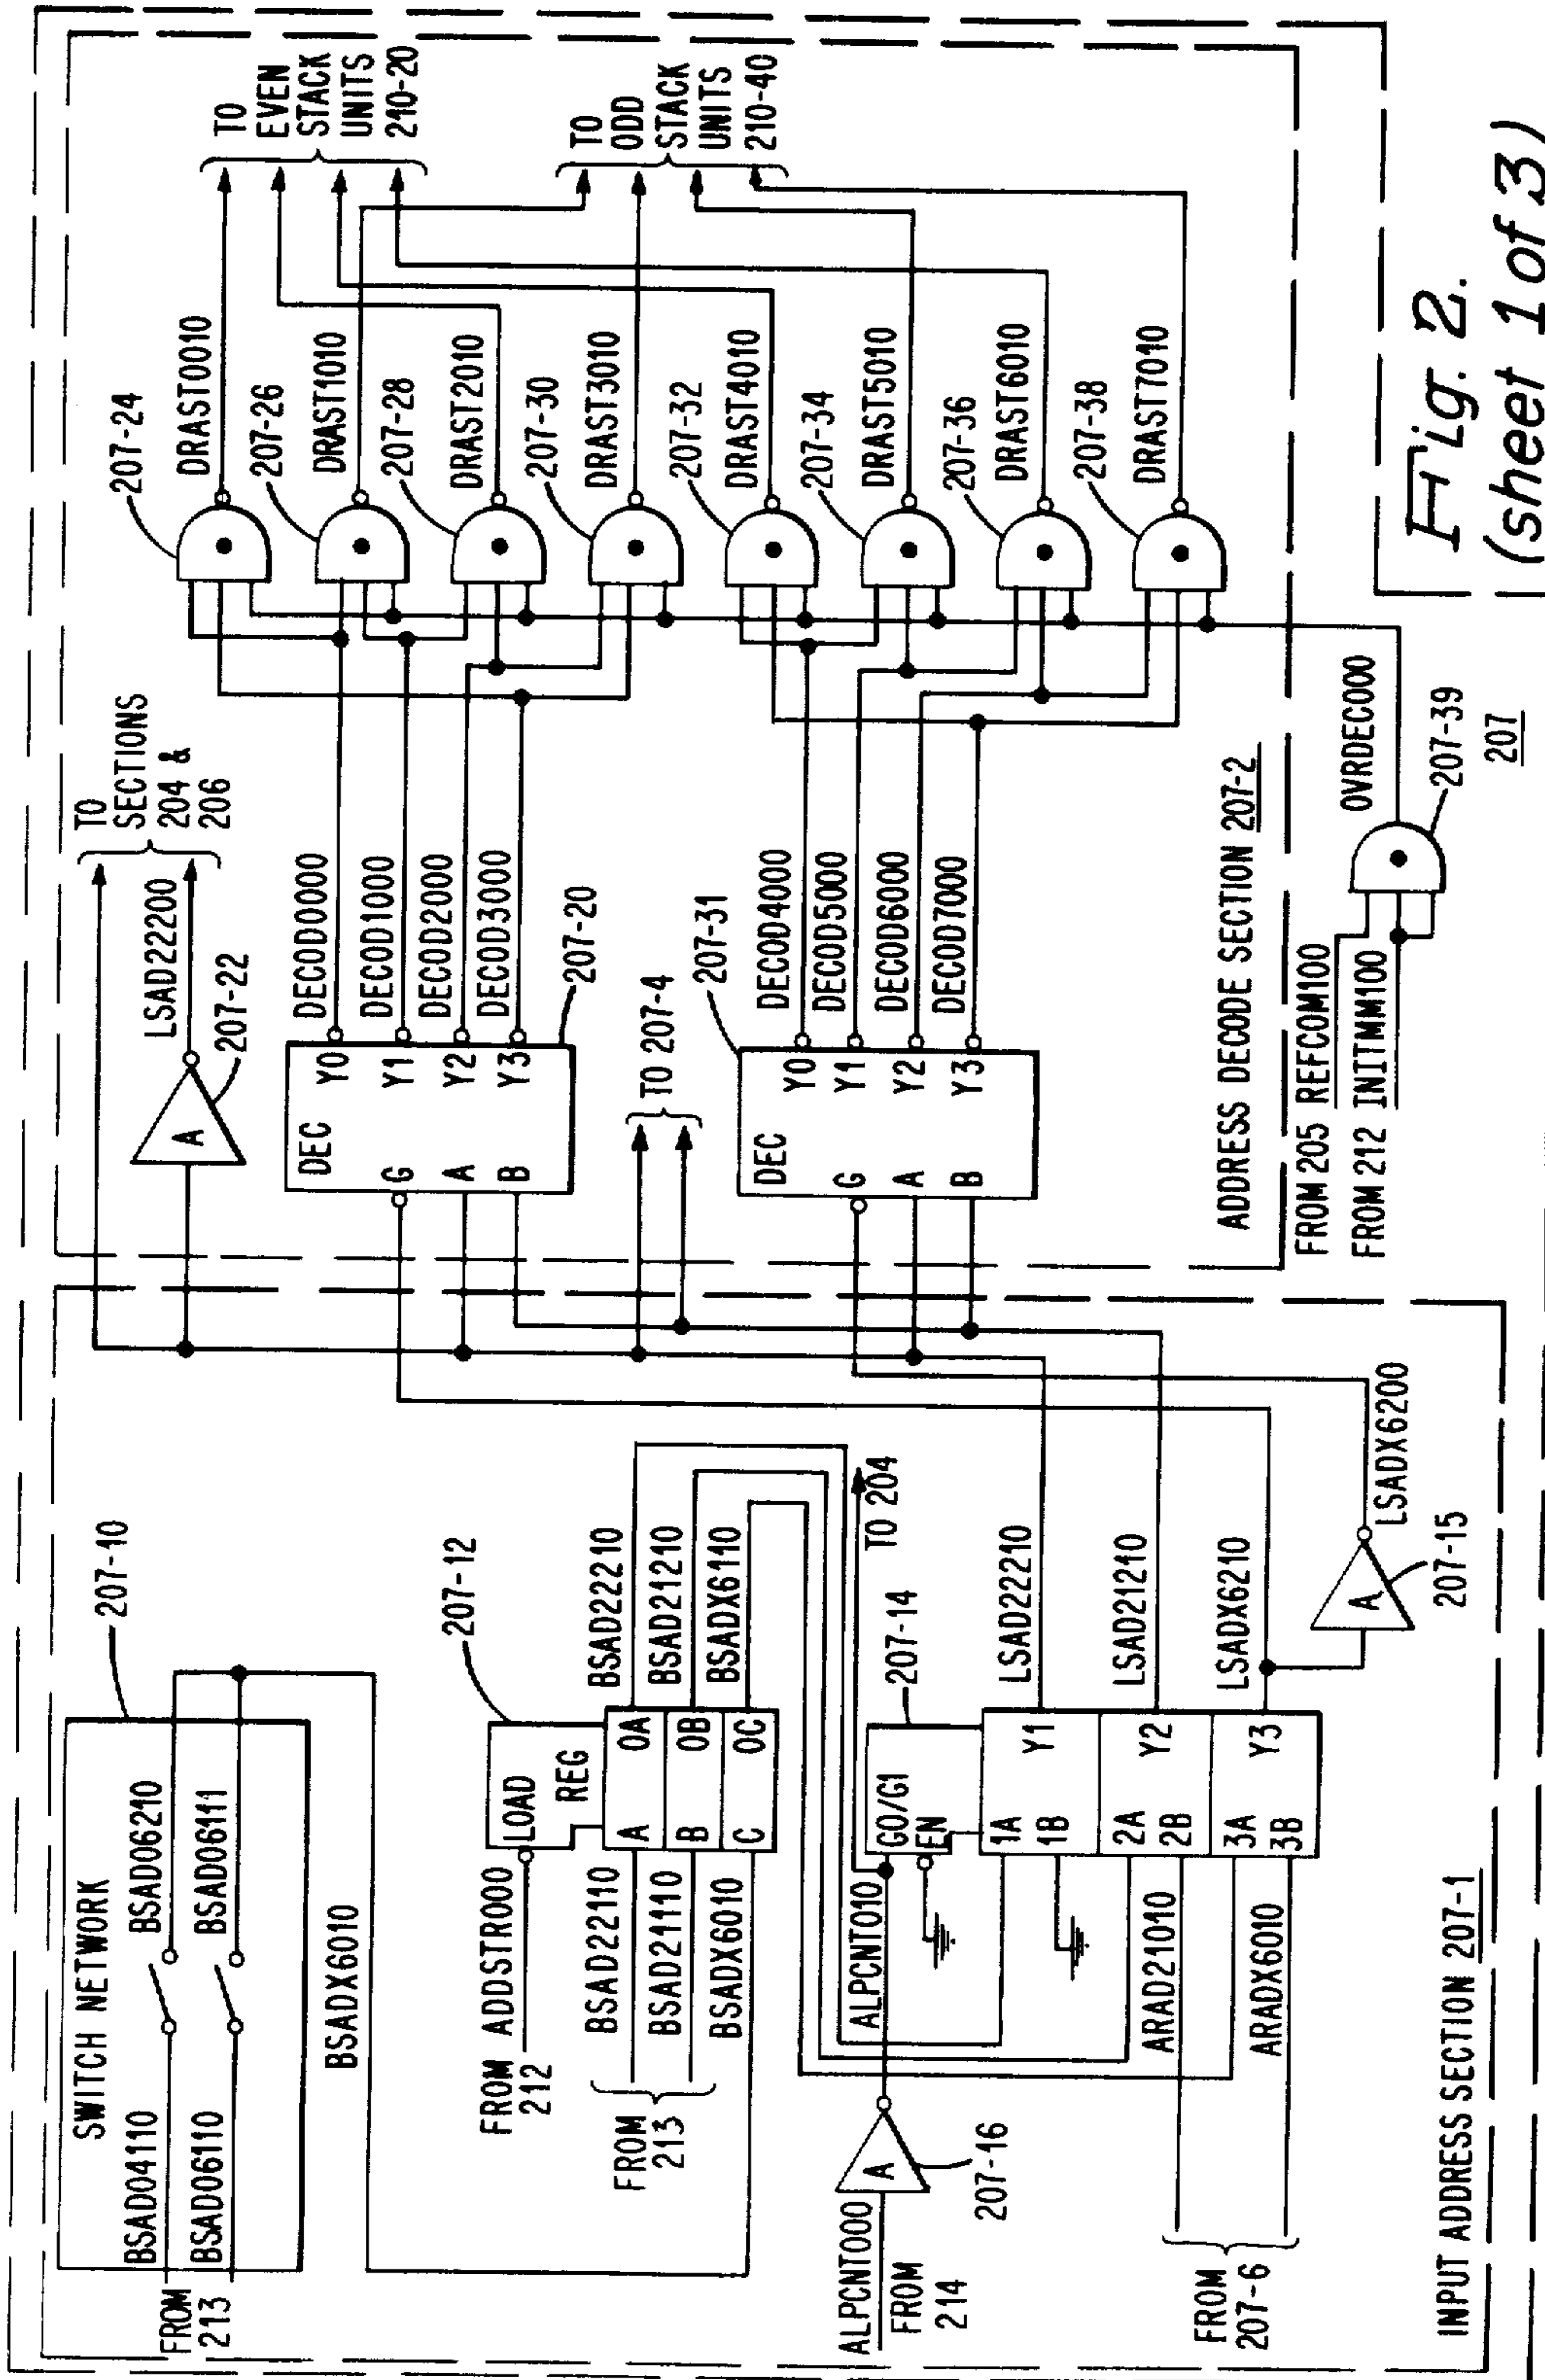 SWITCH NETWORK
207-10
FROM
213
BSAD04110
BSAD06210
BSAD06110
BSAD06111
BSADX6010
FROM
212
ADDSTR000
LOAD
REG
207-12
FROM
213
BSAD22110
BSAD21110
BSADX6010
A
B
C
OA
OB
OC
BSAD22210
BSAD21210
BSADX6110
ALPCNT000
FROM
214
A
207-16
ALPCNT010
TO 204
GO/G1
EN
207-14
1A
1B
2A
2B
3A
3B
Y1
Y2
Y3
ARAD21010
ARADX6010
FROM
207-6
LSAD22210
LSAD21210
LSADX6210
A
207-15
LSADX6200
INPUT ADDRESS SECTION 207-1
TO
SECTIONS
204 &
206
LSAD22200
A
207-22
DEC
G
A
B
Y0
Y1
Y2
Y3
DECOD0000
DECOD1000
DECOD2000
DECOD3000
207-20
TO 207-4
207-31
DEC
G
A
B
Y0
Y1
Y2
Y3
DECOD4000
DECOD5000
DECOD6000
DECOD7000
ADDRESS DECODE SECTION 207-2
207-24
DRAST0010
207-26
DRAST1010
207-28
DRAST2010
207-30
DRAST3010
207-32
DRAST4010
207-34
DRAST5010
207-36
DRAST6010
207-38
DRAST7010
TO
EVEN
STACK
UNITS
210-20
TO
ODD
STACK
UNITS
210-40
FROM 205 REFCOM100
FROM 212 INITMM100
OVRDEC000
207-39
207
Fig. 2.
(sheet 1 of 3)